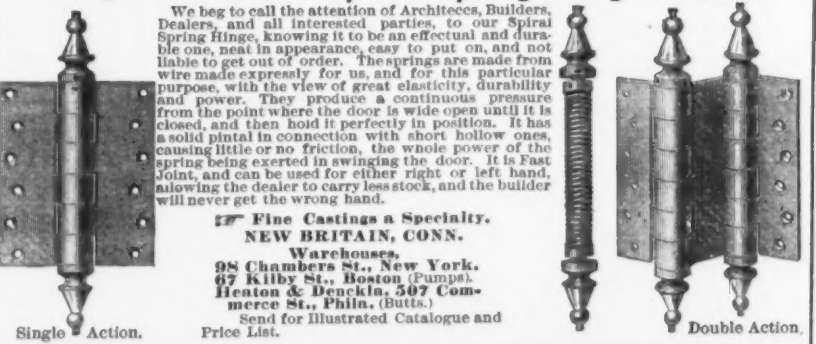 We beg to call the attention of Architeccs, Builders,
Dealers, and all interested parties, to our Spiral
Spring Hinge, knowing it to be an effectual and dura-
ble one, neat in appearance, easy to put on, and not
liable to get out of order. The springs are made from
wire made expressly for us, and for this particular
purpose, with the view of great elasticity, durability
and power. They produce a continuous pressure
from the point where the door is wide open until it is
closed, and then hold it perfectly in position. It has
a solid pintal in connection with short hollow ones,
causing little or no friction, the whole power of the
spring being exerted in swinging the door. It is Fast
Joint, and can be used for either right or left hand,
allowing the dealer to carry less stock, and the builder
will never get the wrong hand.
☞ Fine Castings a Specialty.
NEW BRITAIN, CONN.
Warehouses,
98 Chambers St., New York.
67 Kilby St., Boston (Pumps).
Heaton & Denckla, 507 Com-
merce St., Phila. (Butts.)
Send for Illustrated Catalogue and
Price List.
Single Action.
Double Action.